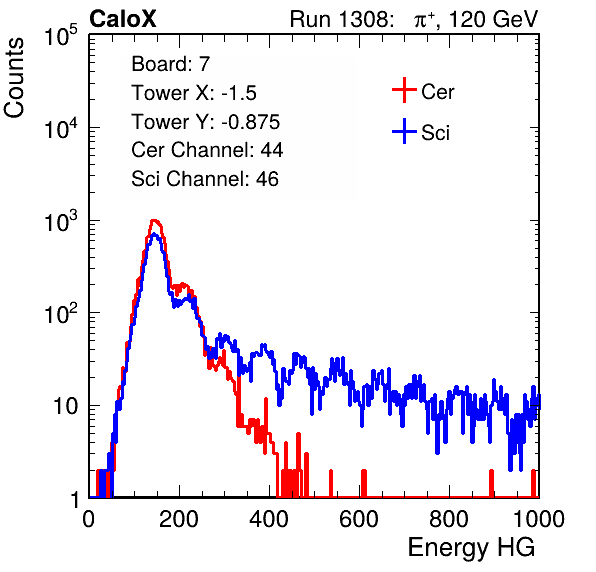 CaloX Run 1308: π⁺, 120 GeV
Counts
10⁵
10⁴
10³
10²
10
1
Board: 7
Tower X: -1.5
Tower Y: -0.875
Cer Channel: 44
Sci Channel: 46
Cer
Sci
0 200 400 600 800 1000
Energy HG